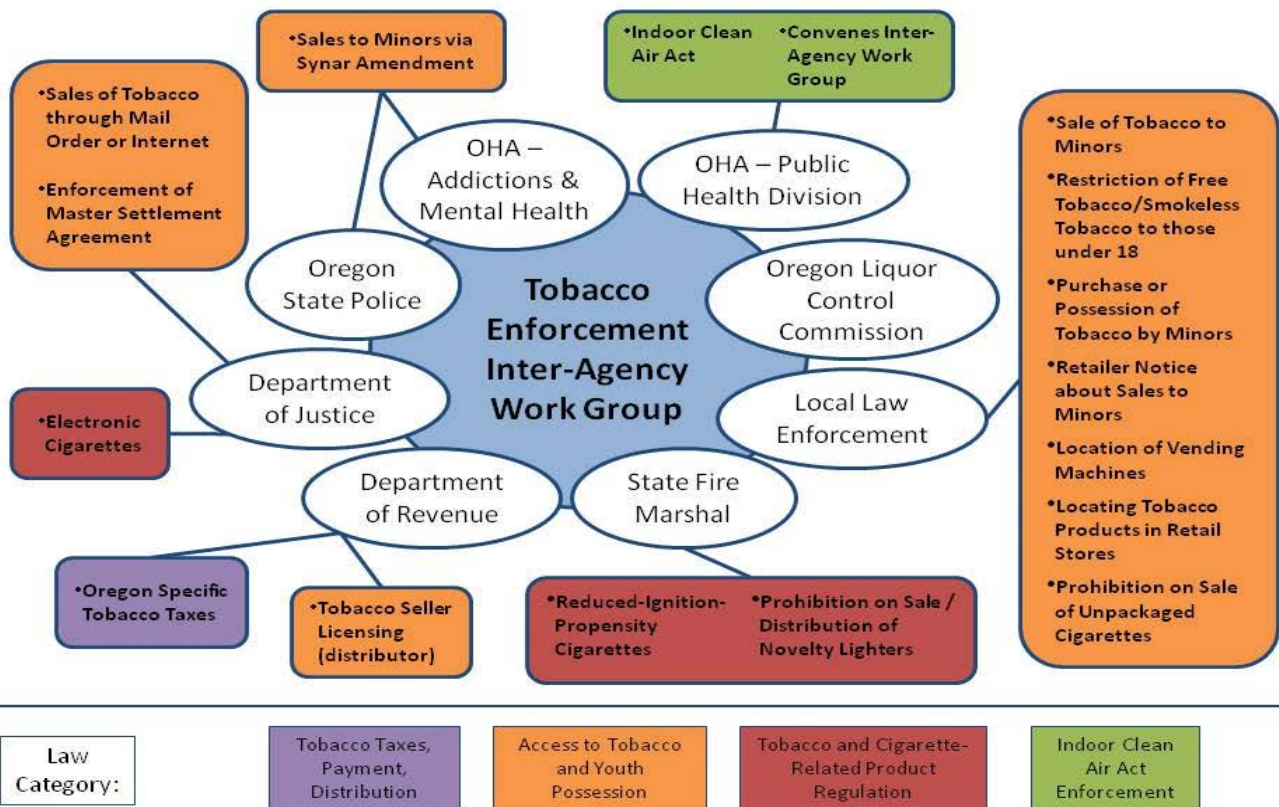 •Sales to Minors via
Synar Amendment
•Indoor Clean
Air Act
•Convenes Inter-
Agency Work
Group
•Sales of Tobacco
through Mail
Order or Internet
•Enforcement of
Master Settlement
Agreement
•Sale of Tobacco to
Minors
•Restriction of Free
Tobacco/Smokeless
Tobacco to those
under 18
•Purchase or
Possession of
Tobacco by Minors
•Retailer Notice
about Sales to
Minors
•Location of Vending
Machines
•Locating Tobacco
Products in Retail
Stores
•Prohibition on Sale
of Unpackaged
Cigarettes
OHA –
Addictions &
Mental Health
OHA – Public
Health Division
Oregon
State Police
Oregon Liquor
Control
Commission
Tobacco
Enforcement
Inter-Agency
Work Group
Department
of Justice
Local Law
Enforcement
•Electronic
Cigarettes
Department
of Revenue
State Fire
Marshal
•Oregon Specific
Tobacco Taxes
•Tobacco Seller
Licensing
(distributor)
•Reduced-Ignition-
Propensity
Cigarettes
•Prohibition on Sale /
Distribution of
Novelty Lighters
Law
Category:
Tobacco Taxes,
Payment,
Distribution
Access to Tobacco
and Youth
Possession
Tobacco and Cigarette-
Related Product
Regulation
Indoor Clean
Air Act
Enforcement